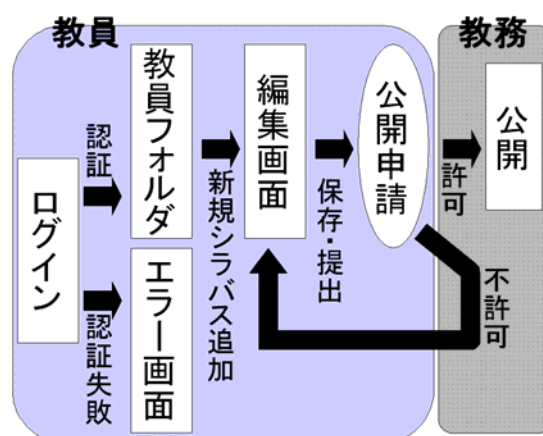 教員
教務
ログイン
認証
認証失敗
教員フォルダ
エラー画面
新規シラバス追加
編集画面
保存・提出
公開申請
許可
不許可
公開